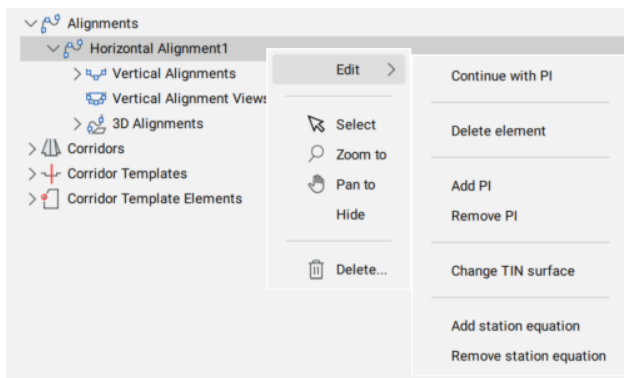 Alignments
Horizontal Alignment1
Vertical Alignments
Vertical Alignment Views
3D Alignments
Corridors
Corridor Templates
Corridor Template Elements
Edit
Select
Zoom to
Pan to
Hide
Delete...
Continue with PI
Delete element
Add PI
Remove PI
Change TIN surface
Add station equation
Remove station equation